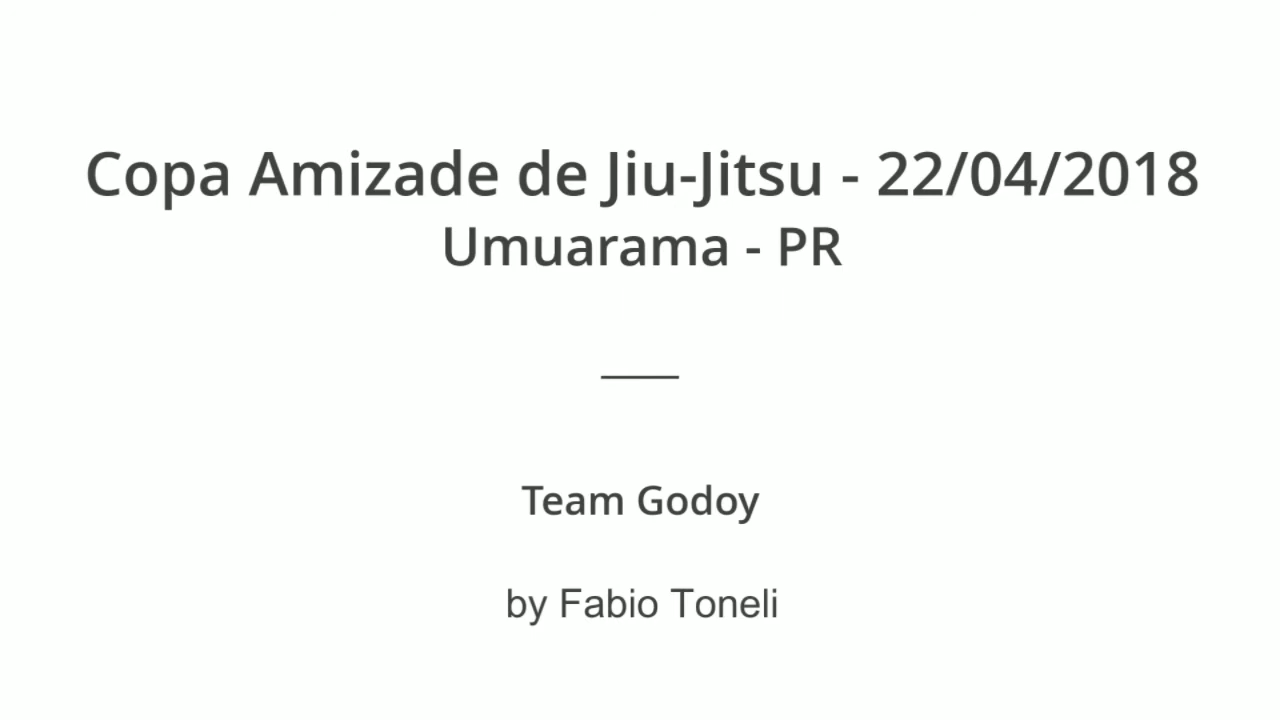 Copa Amizade de Jiu-Jitsu - 22/04/2018
Umuarama - PR
Team Godoy
by Fabio Toneli